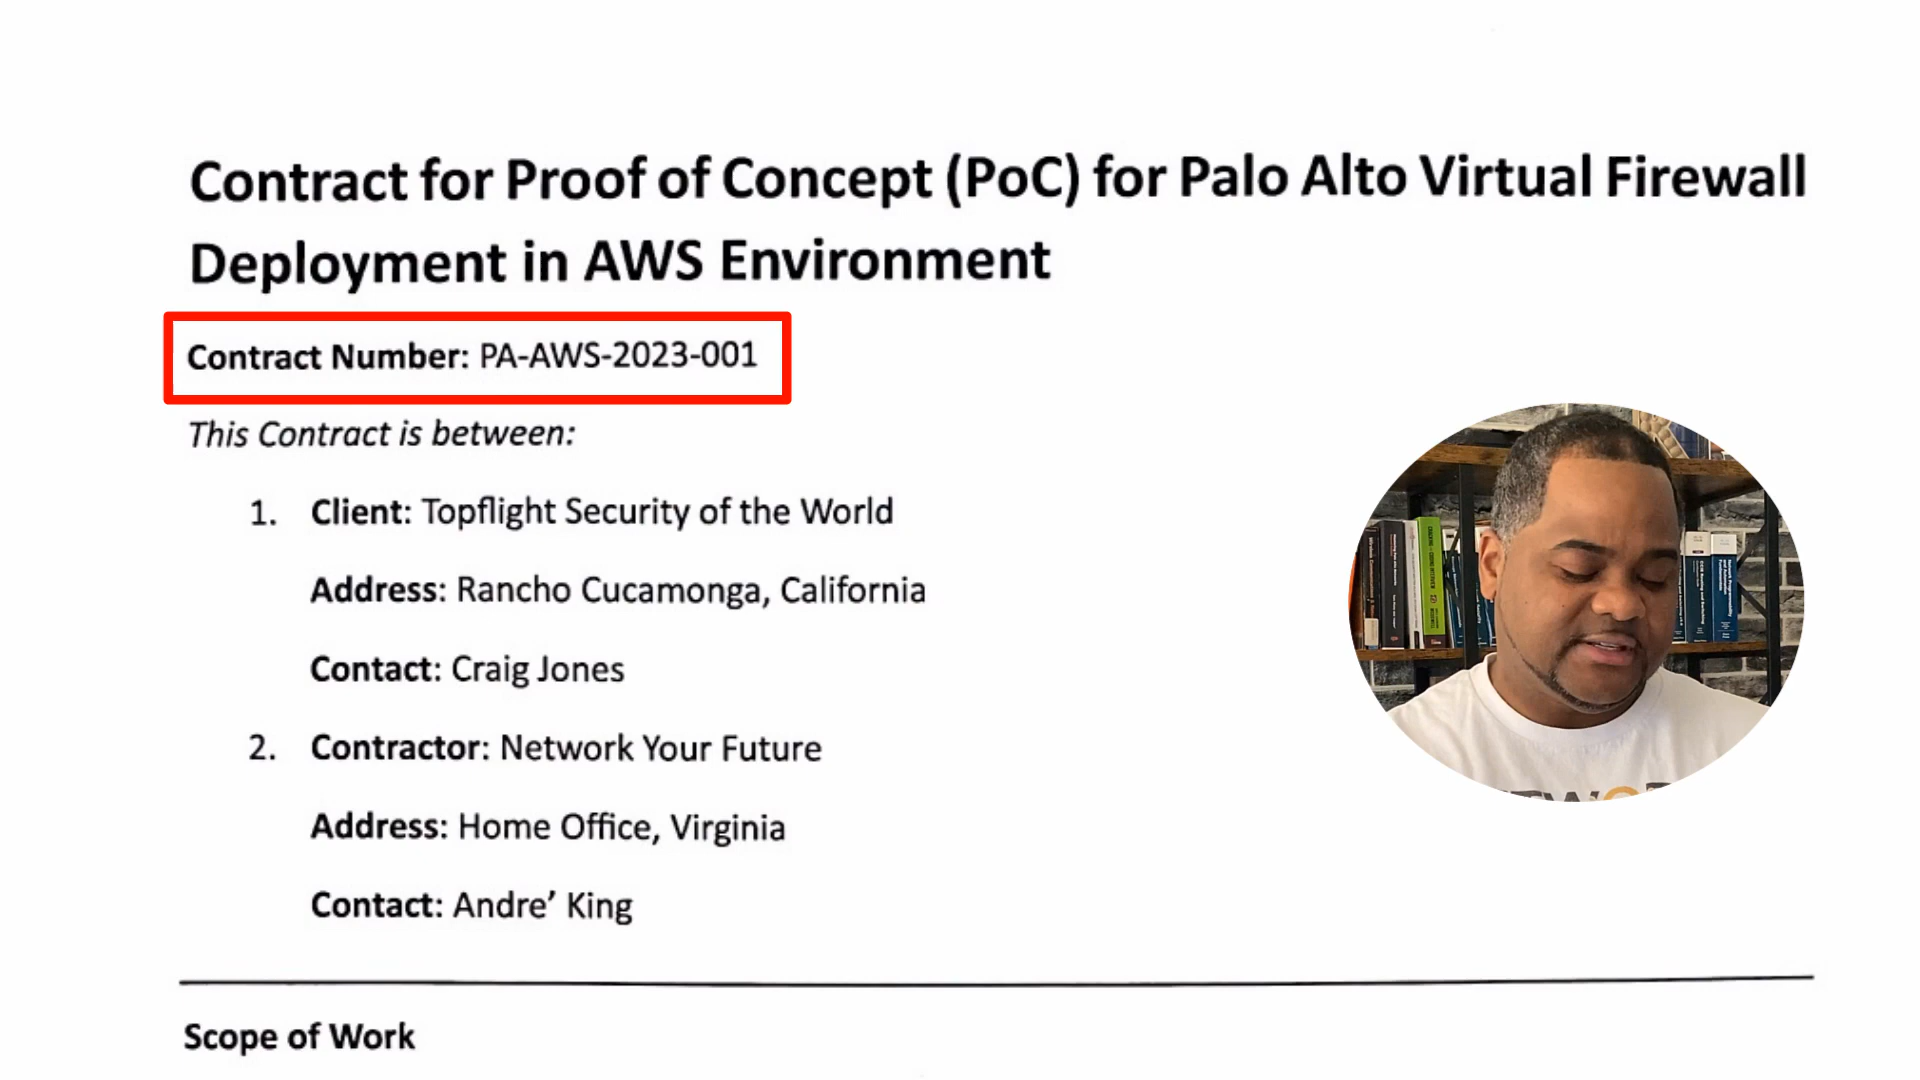 Contract for Proof of Concept (PoC) for Palo Alto Virtual Firewall
Deployment in AWS Environment
Contract Number: PA-AWS-2023-001
This Contract is between:
1. Client: Topflight Security of the World
Address: Rancho Cucamonga, California
Contact: Craig Jones
2. Contractor: Network Your Future
Address: Home Office, Virginia
Contact: Andre’ King
Scope of Work